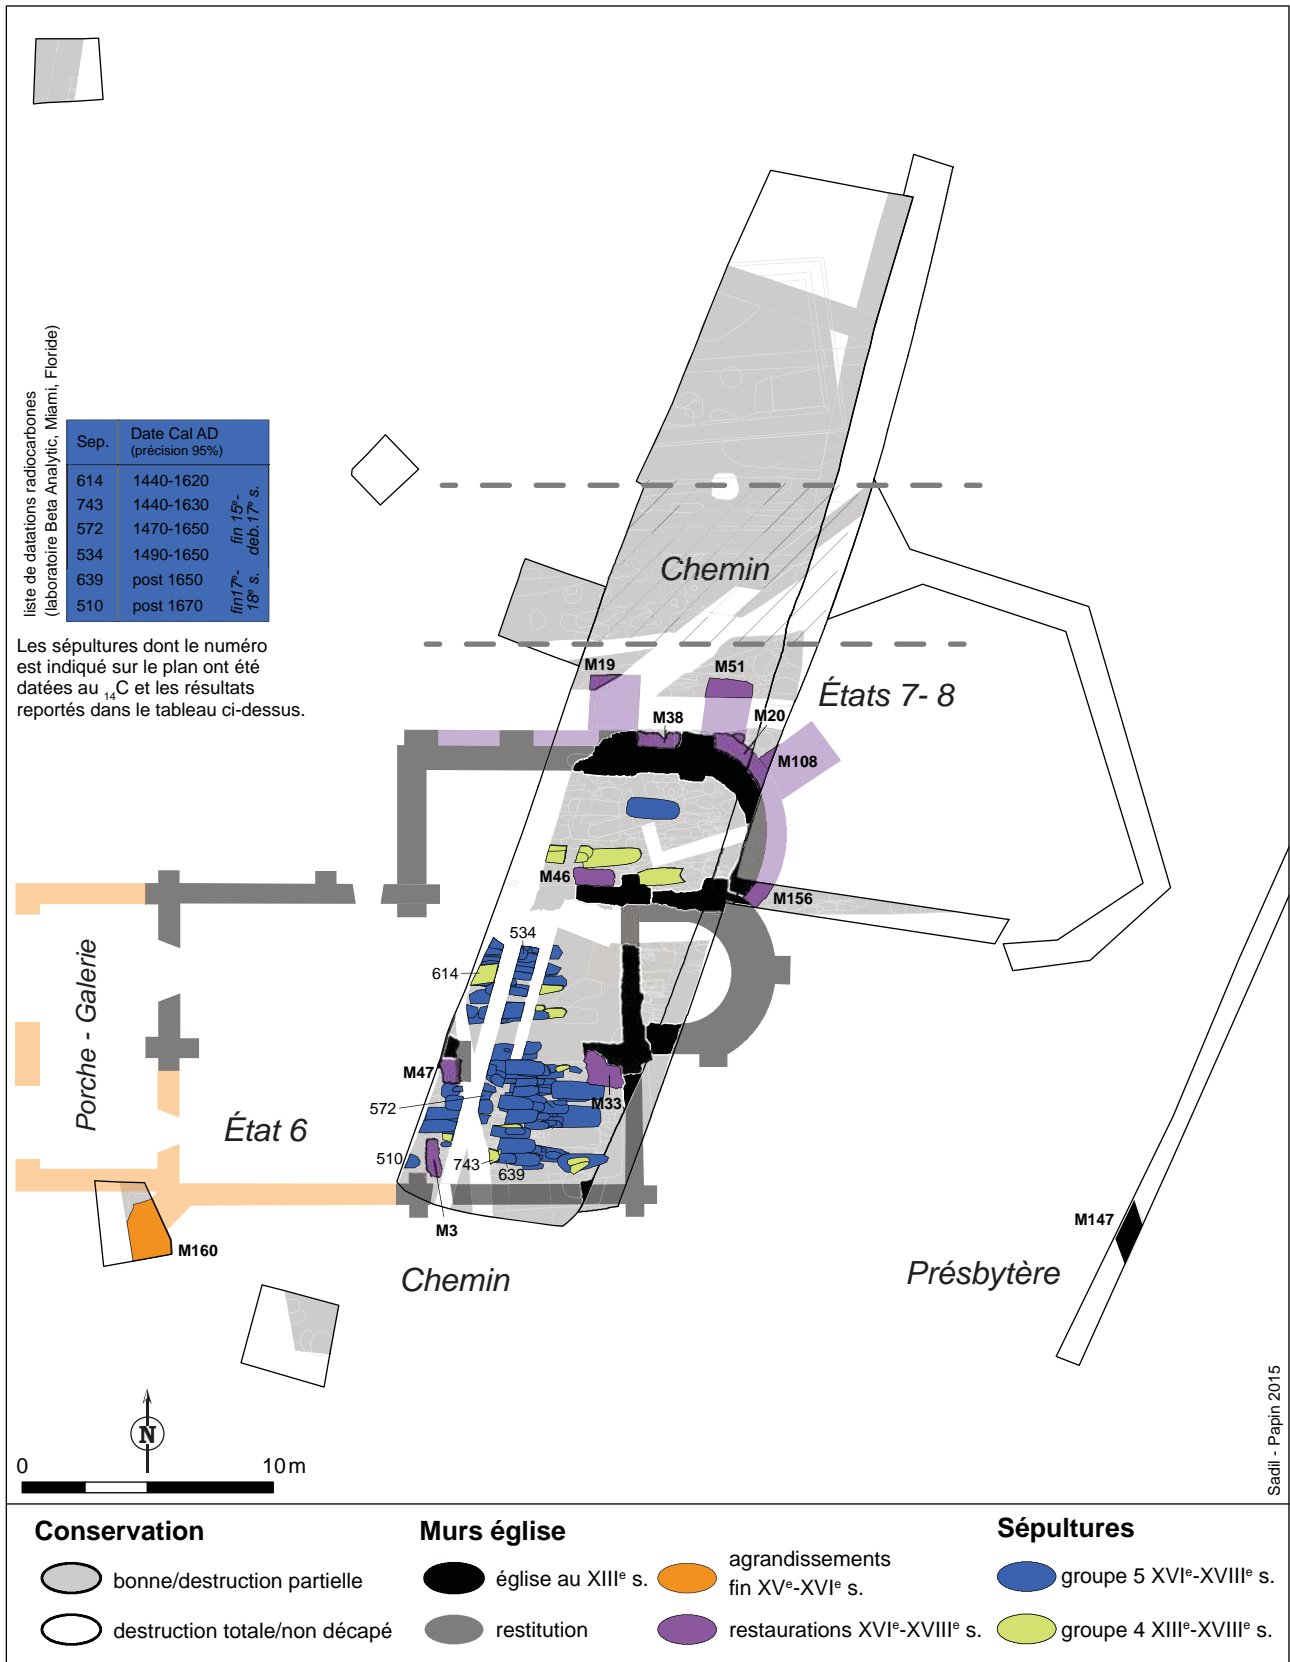 liste de datations radiocarbones
(laboratoire Beta Analytic, Miami, Floride)
Sep. Date Cal AD
(précision 95%)
614 1440-1620
743 1440-1630
572 1470-1650
534 1490-1650
fin 15e-
deb.17e s.
639 post 1650
510 post 1670
fin17e-
18e s.
Les sépultures dont le numéro
est indiqué sur le plan ont été
datées au 14C et les résultats
reportés dans le tableau ci-dessus.
Chemin
M19
M51
États 7- 8
M38
M20
M108
M46
M156
534
614
Porche - Galerie
M47
572
M33
État 6
510
743
639
M3
M160
M147
Chemin
Présbytère
N
0 10 m
Sadil - Papin 2015
Conservation
bonne/destruction partielle
destruction totale/non décapé
Murs église
église au XIIIe s.
restitution
agrandissements
fin XVe-XVIe s.
restaurations XVIe-XVIIIe s.
Sépultures
groupe 5 XVIe-XVIIIe s.
groupe 4 XIIIe-XVIIIe s.